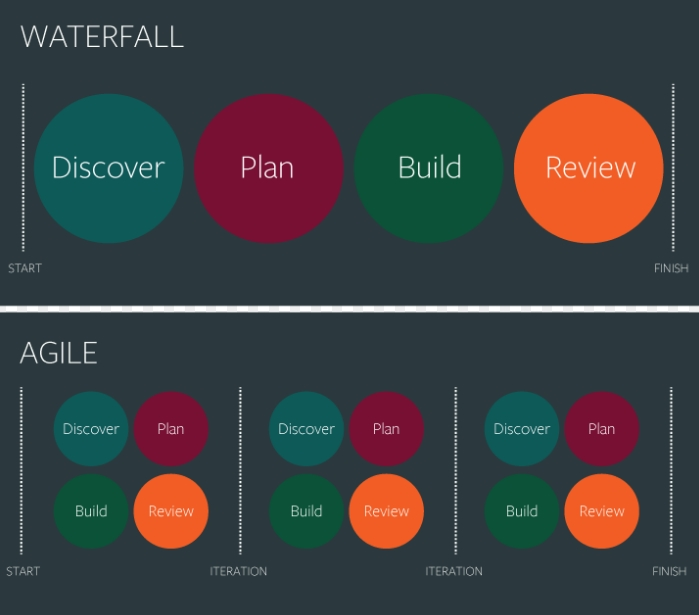 WATERFALL
Discover Plan Build Review
START FINISH
AGILE
Discover Plan Discover Plan Discover Plan
Build Review Build Review Build Review
START ITERATION ITERATION FINISH